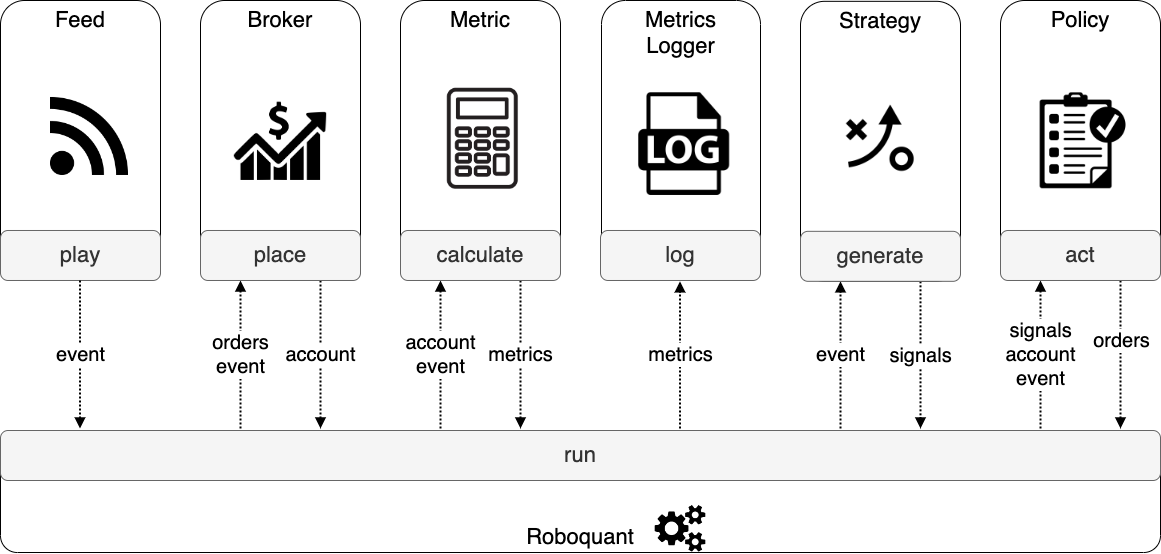 Feed
Broker
Metric
Metrics
Logger
Strategy
Policy
$
LOG
play
place
calculate
log
generate
act
event
orders
event
account
account
event
metrics
metrics
event
signals
signals
account
event
orders
run
Roboquant